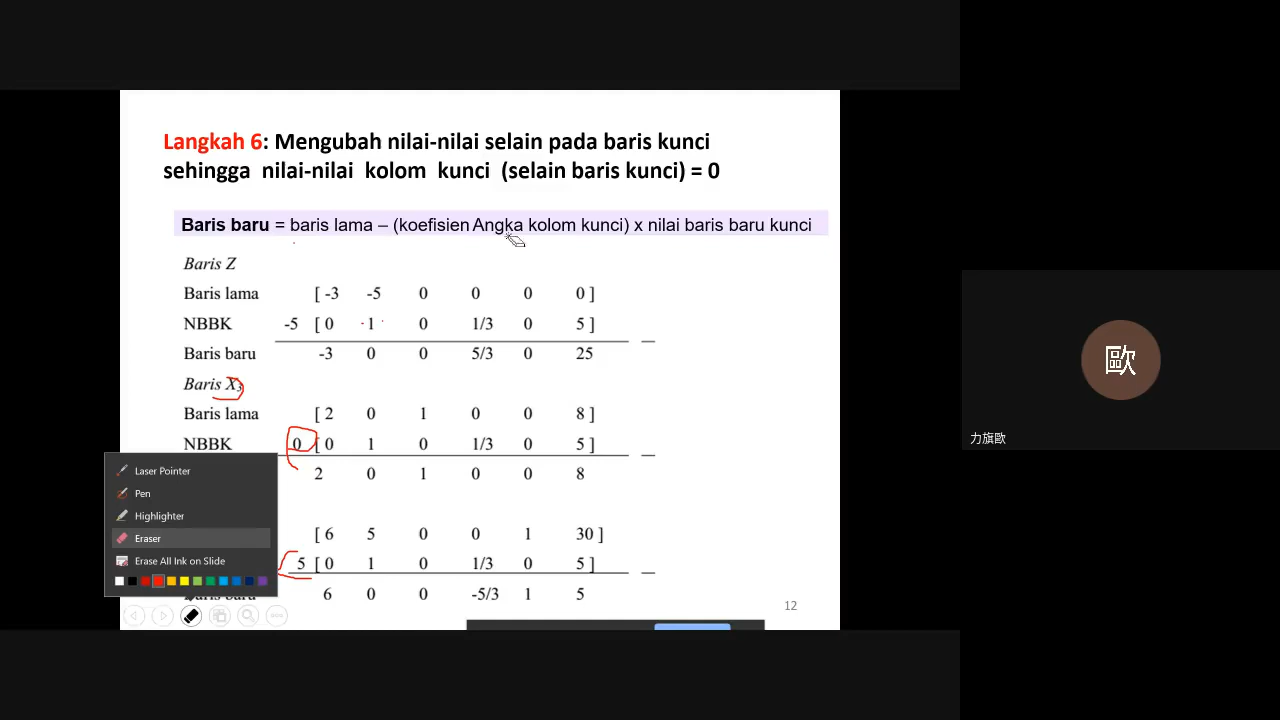 Langkah 6: Mengubah nilai-nilai selain pada baris kunci
sehingga nilai-nilai kolom kunci (selain baris kunci) = 0
Baris baru = baris lama – (koefisien Angka kolom kunci) x nilai baris baru kunci
Baris Z
Baris lama [ -3 -5 0 0 0 0 ]
NBBK -5 [ 0 1 0 1/3 0 5 ]
Baris baru -3 0 0 5/3 0 25
Baris X3
Baris lama [ 2 0 1 0 0 8 ]
NBBK 0 [ 0 1 0 1/3 0 5 ]
2 0 1 0 0 8
[ 6 5 0 0 1 30 ]
5 [ 0 1 0 1/3 0 5 ]
6 0 0 -5/3 1 5
Laser Pointer
Pen
Highlighter
Eraser
Erase All Ink on Slide
12
歐
力旗歐